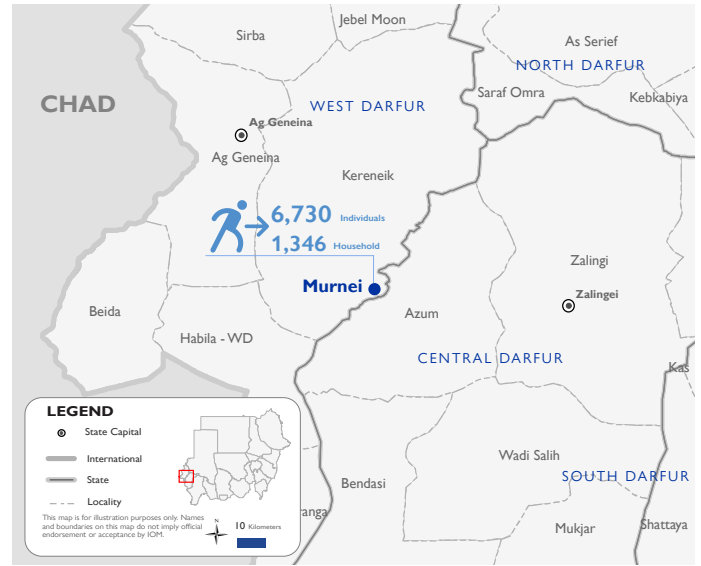 Jebel Moon
Sirba
As Serief
NORTH DARFUR
Saraf Omra
Kebkabiya
CHAD
WEST DARFUR
Ag Geneina
Ag Geneina
Kereneik
6,730 Individuals
1,346 Household
Murnei
Zalingi
Zalingei
Beida
Azum
Habila - WD
CENTRAL DARFUR
Kas
Wadi Salih
SOUTH DARFUR
Bendasi
anga
Mukjar
Shattaya
LEGEND
State Capital
International
State
Locality
This map is for illustration purposes only. Names
and boundaries on this map do not imply official
endorsement or acceptance by IOM.
N
10 Kilometers